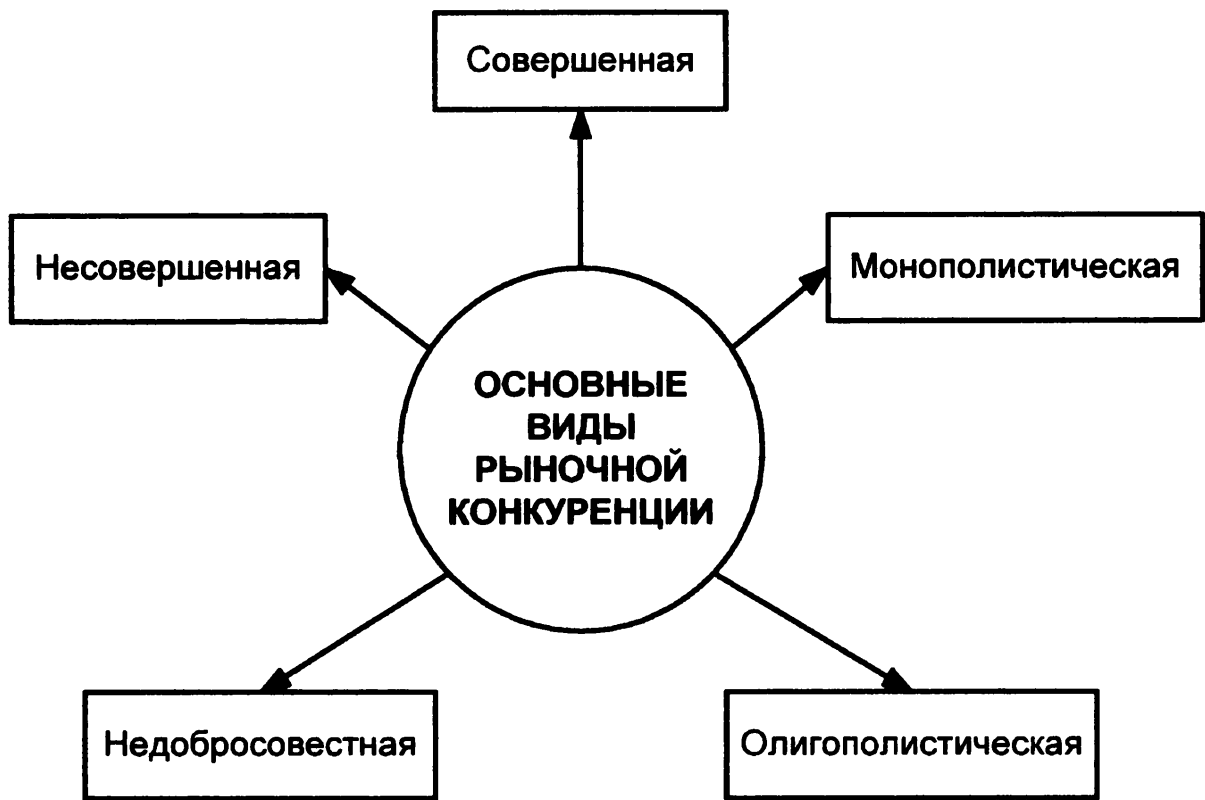 Совершенная
Несовершенная
Монополистическая
ОСНОВНЫЕ
ВИДЫ
РЫНОЧНОЙ
КОНКУРЕНЦИИ
Недобросовестная
Олигополистическая